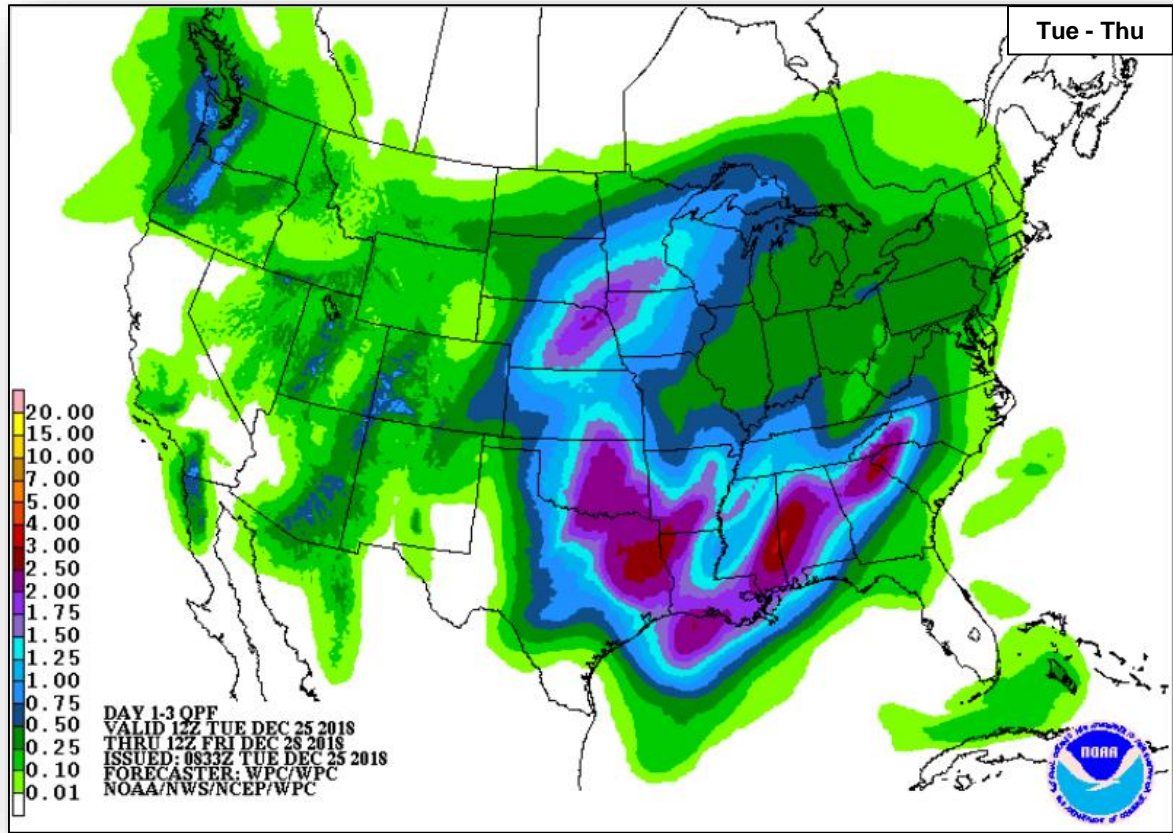 Tue - Thu
20.00
15.00
10.00
7.00
5.00
4.00
3.00
2.50
2.00
1.75
1.50
1.25
1.00
0.75
0.50
0.25
0.10
0.01
DAY 1-3 QPF
VALID 12Z TUE DEC 25 2018
THRU 12Z FRI DEC 28 2018
ISSUED: 0833Z TUE DEC 25 2018
FORECASTER: WPC/WPC
NOAA/NWS/NCEP/WPC
NOAA